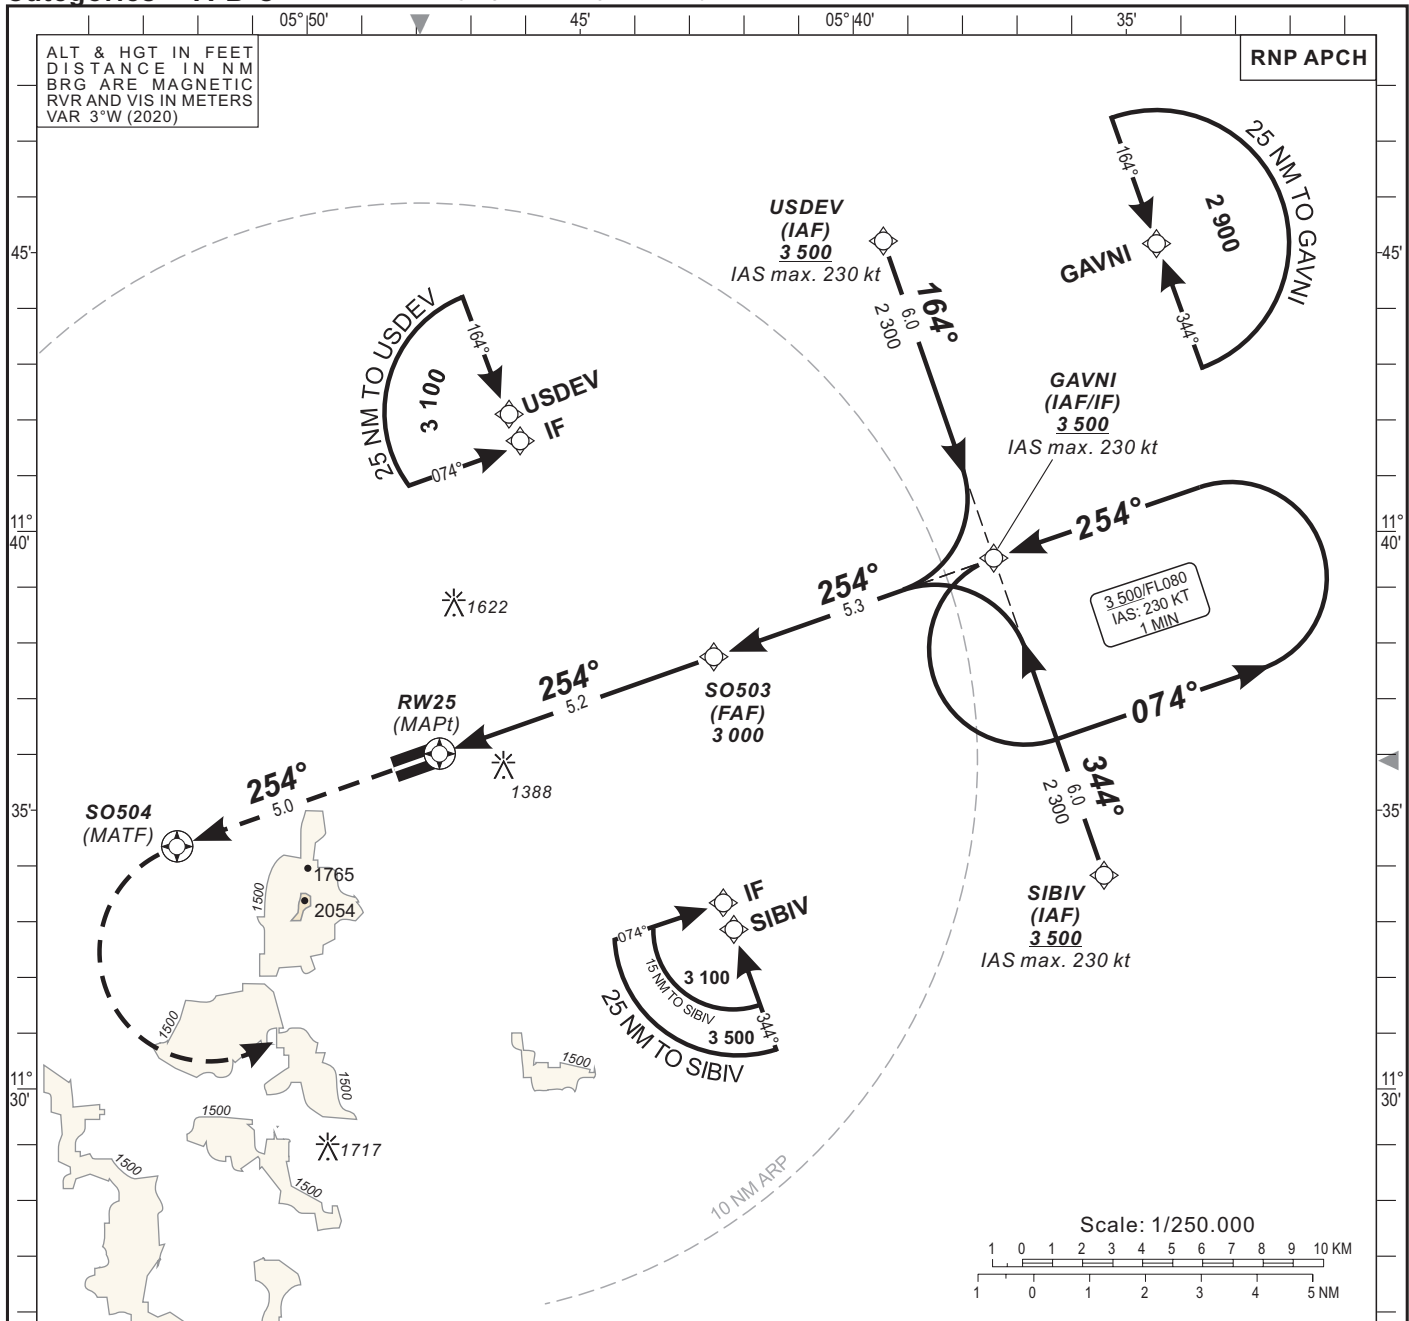 05° 50'
45'
05° 40'
35'
ALT & HGT IN FEET
DISTANCE IN NM
BRG ARE MAGNETIC
RVR AND VIS IN METERS
VAR 3°W (2020)
RNP APCH
164°
25 NM TO GAVNI
2 900
GAVNI
344°
USDEV
(IAF)
3 500
IAS max. 230 kt
45'
45'
164°
6.0
2 300
25 NM TO USDEV
164°
3 100
USDEV
IF
074°
GAVNI
(IAF/IF)
3 500
IAS max. 230 kt
11°
40'
254°
11°
40'
254°
5.3
3 500/FL080
IAS: 230 KT
1 MIN
1622
254°
5.2
SO503
(FAF)
3 000
074°
RW25
(MAPt)
1388
254°
5.0
344°
6.0
2 300
SO504
(MATF)
35'
35'
1765
1500
2054
IF
SIBIV
074°
3 100
15 NM TO SIBIV
344°
3 500
25 NM TO SIBIV
SIBIV
(IAF)
3 500
IAS max. 230 kt
1500
1500
1500
11°
30'
11°
30'
1500
1717
1500
1500
10 NM ARP
Scale: 1/250.000
1 0 1 2 3 4 5 6 7 8 9 10 KM
1 0 1 2 3 4 5 NM